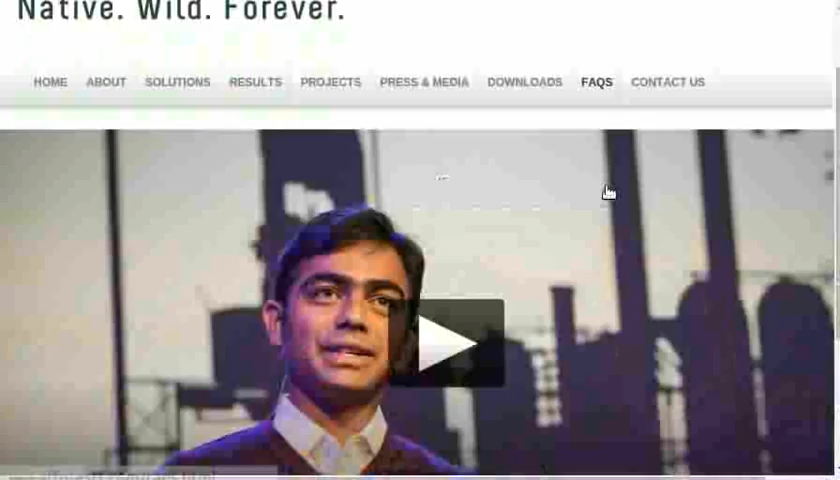 Native. Wild. Forever.
HOME ABOUT SOLUTIONS RESULTS PROJECTS PRESS & MEDIA DOWNLOADS FAQS CONTACT US